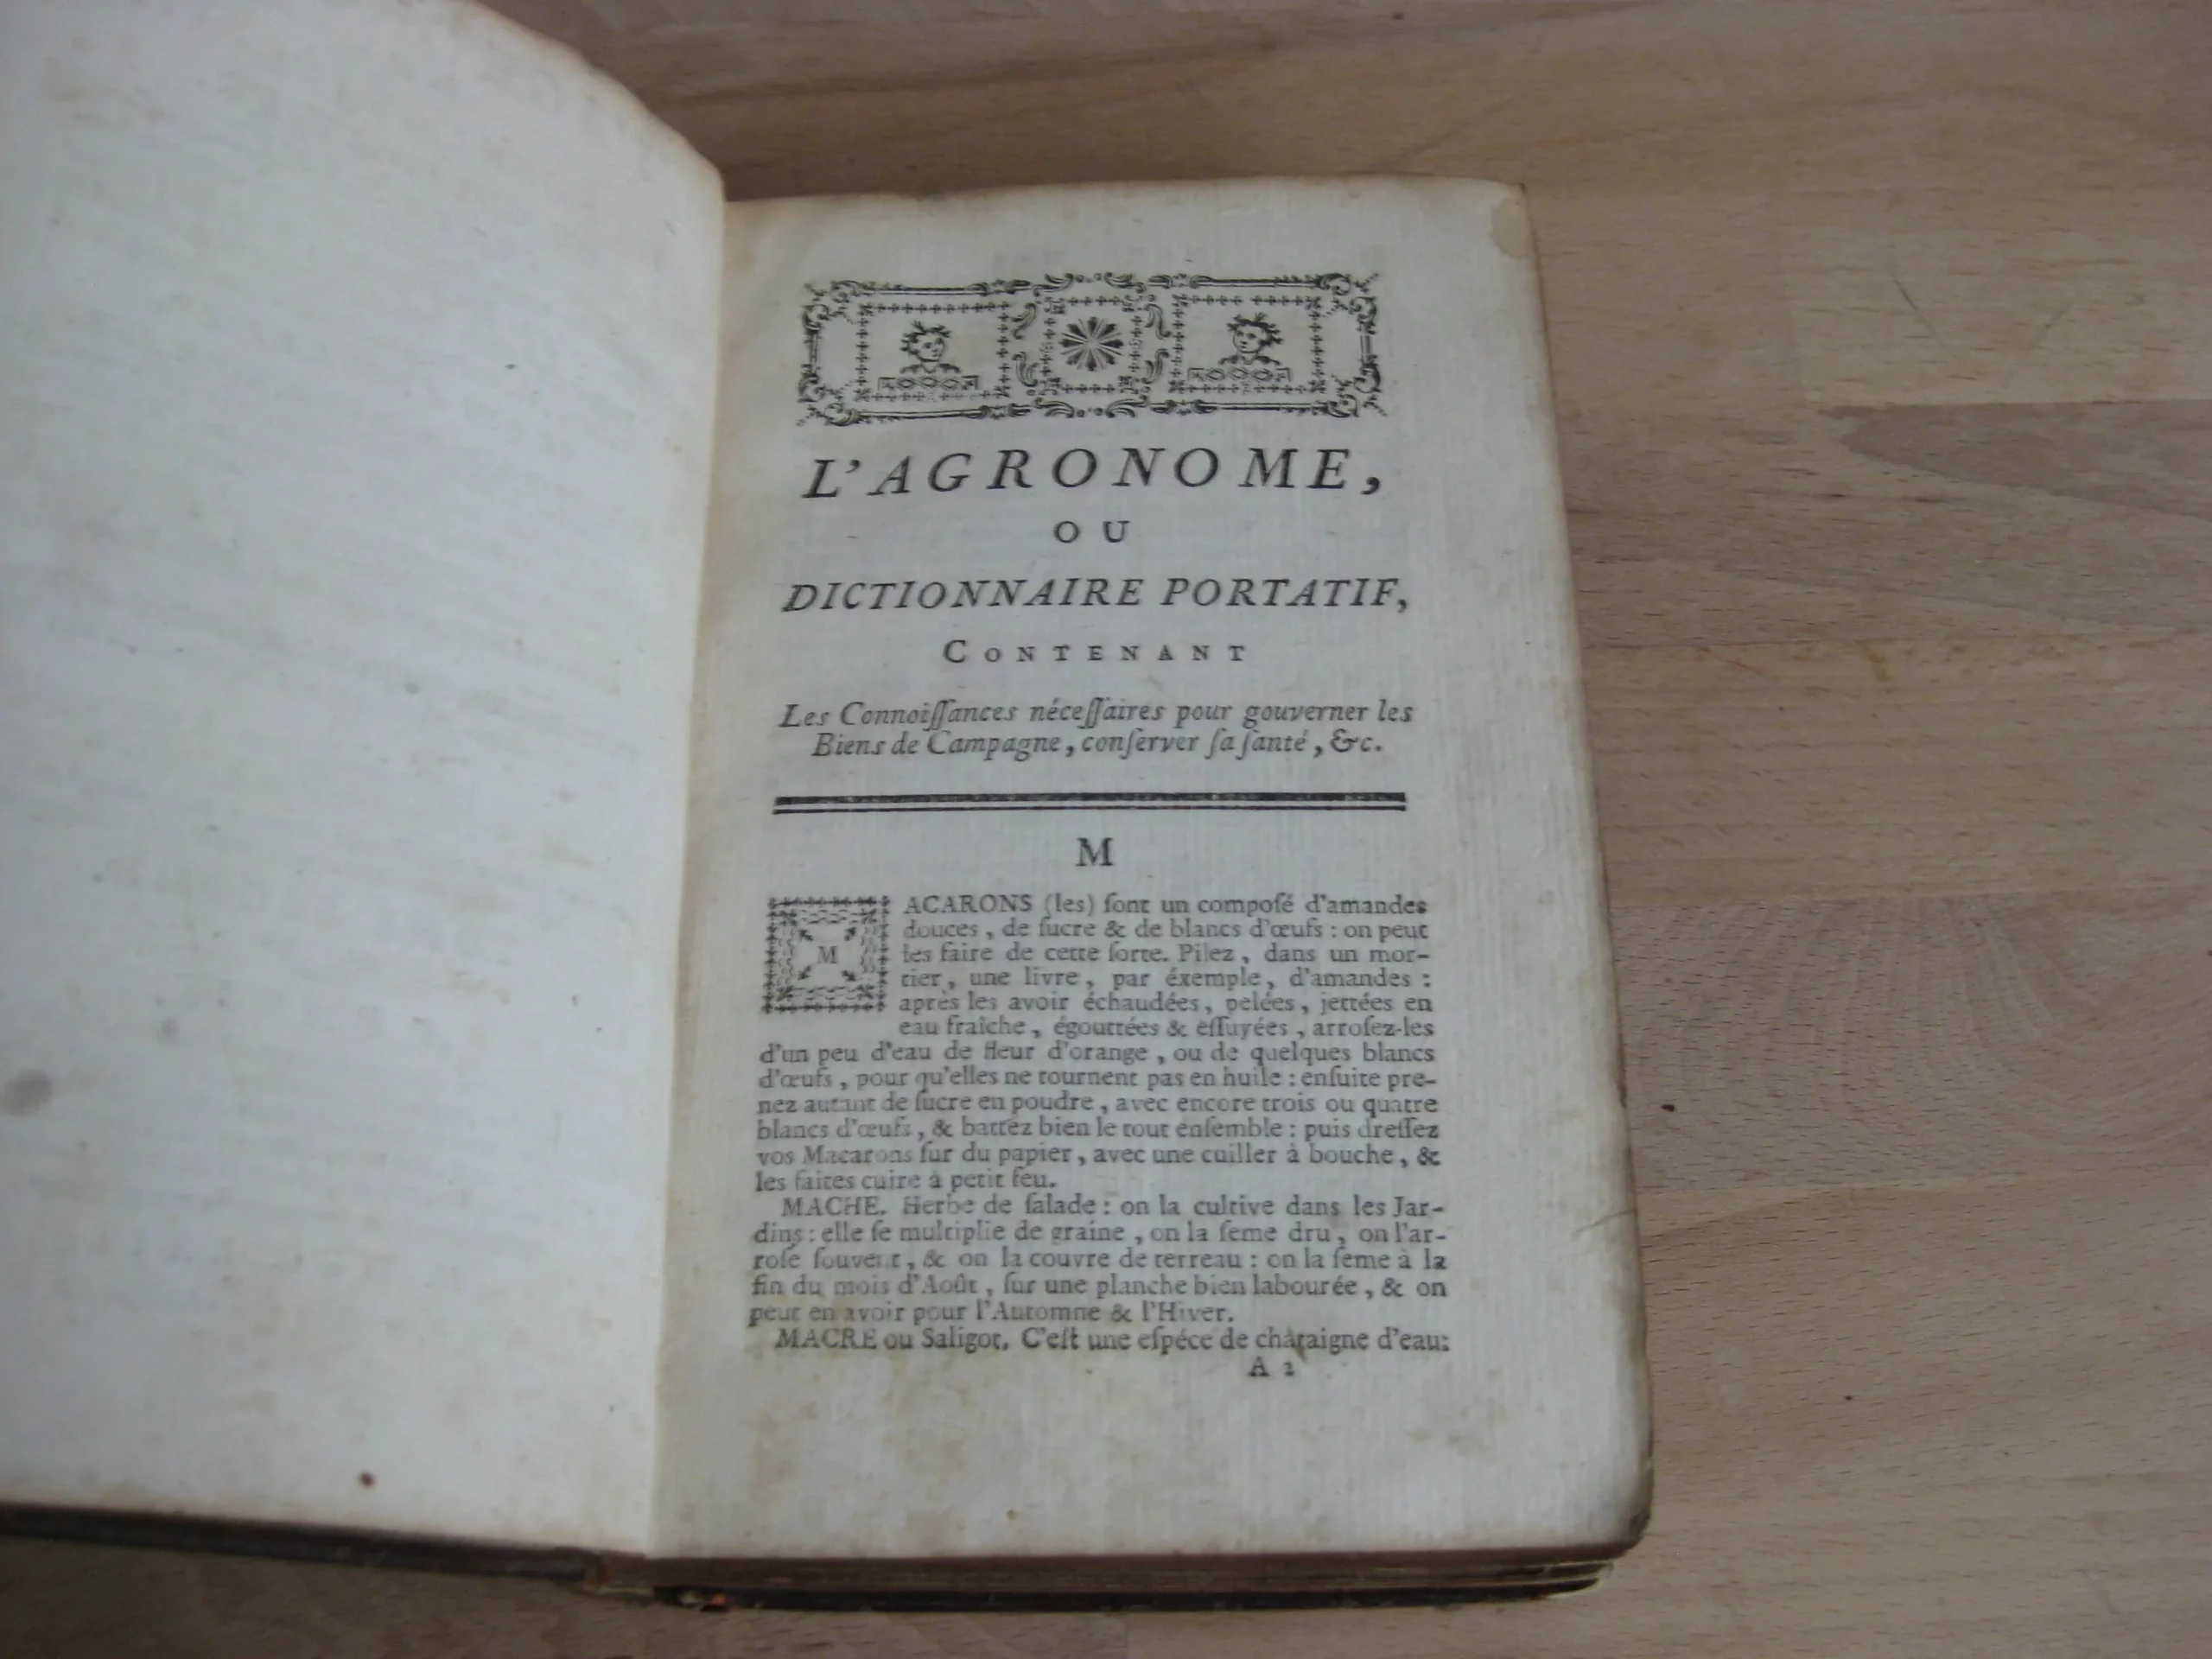 L'AGRONOME,
OU
DICTIONNAIRE PORTATIF,
CONTENANT
Les Connoiſſances néceſſaires pour gouverner les
Biens de Campagne, conſerver ſa ſanté, &c.
M
MACARONS (les) ſont un compoſé d'amandes
douces, de ſucre & de blancs d'œufs : on peut
les faire de cette ſorte. Pilez, dans un mor-
tier, une livre, par éxemple, d'amandes :
après les avoir échaudées, pelées, jettées en
eau fraîche, égouttées & eſſuyées, arroſez-les
d'un peu d'eau de fleur d'orange, ou de quelques blancs
d'œufs, pour qu'elles ne tournent pas en huile : enſuite pre-
nez autant de ſucre en poudre, avec encore trois ou quatre
blancs d'œufs, & battez bien le tout enſemble : puis dreſſez
vos Macarons ſur du papier, avec une cuiller à bouche, &
les faites cuire à petit feu.
MACHE. Herbe de ſalade : on la cultive dans les Jar-
dins : elle ſe multiplie de graine, on la ſeme dru, on l'ar-
roſe ſouvent, & on la couvre de terreau : on la ſeme à la
fin du mois d'Août, ſur une planche bien labourée, & on
peut en avoir pour l'Automne & l'Hiver.
MACRE ou Saligot. C'eſt une eſpéce de châtaigne d'eau:
A 2